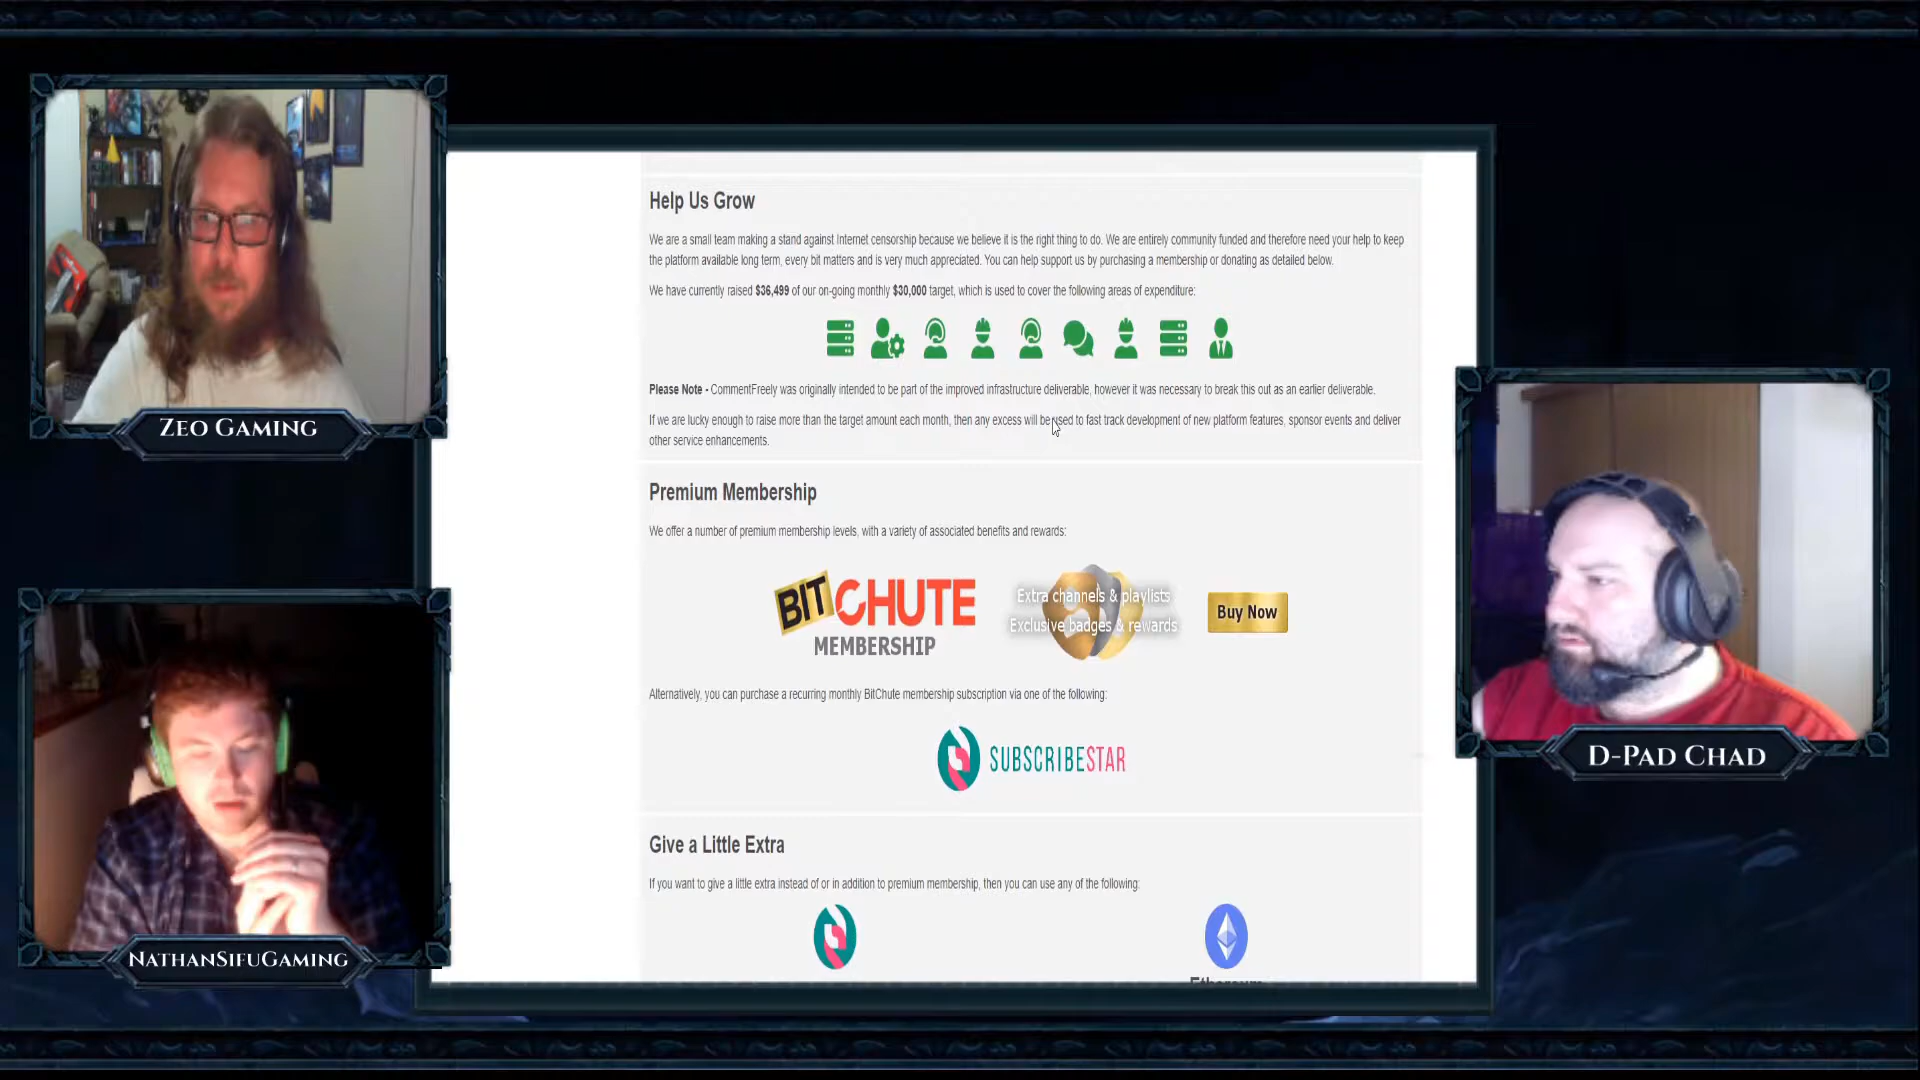 Zeo Gaming
NathanSifuGaming
D-Pad Chad
Help Us Grow
We are a small team making a stand against Internet censorship because we believe it is the right thing to do. We are entirely community funded and therefore need your help to keep
the platform available long term, every bit matters and is very much appreciated. You can help support us by purchasing a membership or donating as detailed below.
We have currently raised $36,499 of our on-going monthly $30,000 target, which is used to cover the following areas of expenditure:
Please Note - CommentFreely was originally intended to be part of the improved infrastructure deliverable, however it was necessary to break this out as an earlier deliverable.
If we are lucky enough to raise more than the target amount each month, then any excess will be used to fast track development of new platform features, sponsor events and deliver
other service enhancements.
Premium Membership
We offer a number of premium membership levels, with a variety of associated benefits and rewards:
BITCHUTE
MEMBERSHIP
Extra channels & playlists
Exclusive badges & rewards
Buy Now
Alternatively, you can purchase a recurring monthly BitChute membership subscription via one of the following:
SUBSCRIBESTAR
Give a Little Extra
If you want to give a little extra instead of or in addition to premium membership, then you can use any of the following:
Ethereum